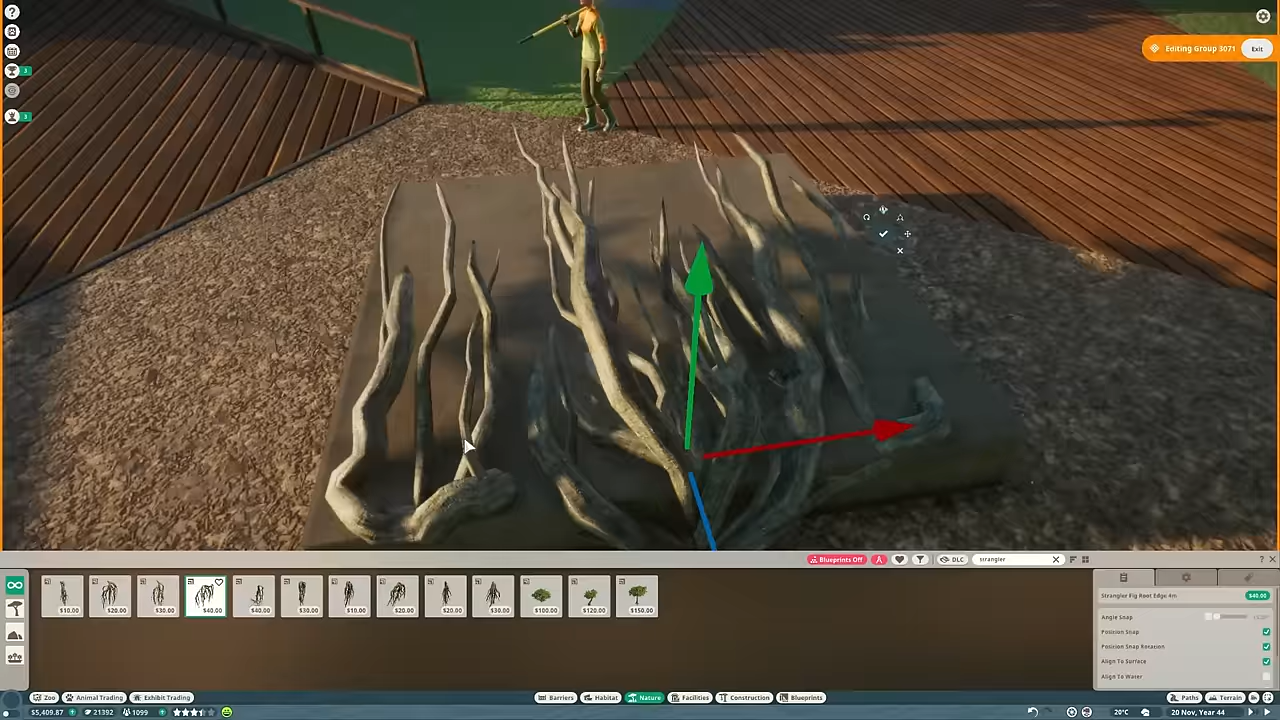 ?
3
3
Editing Group 3071
Exit
Blueprints Off
DLC
strangler
?
$10.00
$20.00
$30.00
$40.00
$40.00
$30.00
$10.00
$20.00
$20.00
$30.00
$100.00
$120.00
$150.00
Strangler Fig Root Edge 4m
$40.00
Angle Snap
Position Snap
Position Snap Rotation
Align To Surface
Align To Water
Zoo
Animal Trading
Exhibit Trading
Barriers
Habitat
Nature
Facilities
Construction
Blueprints
Paths
Terrain
$5,409.87
21392
1099
20°C
20 Nov, Year 44